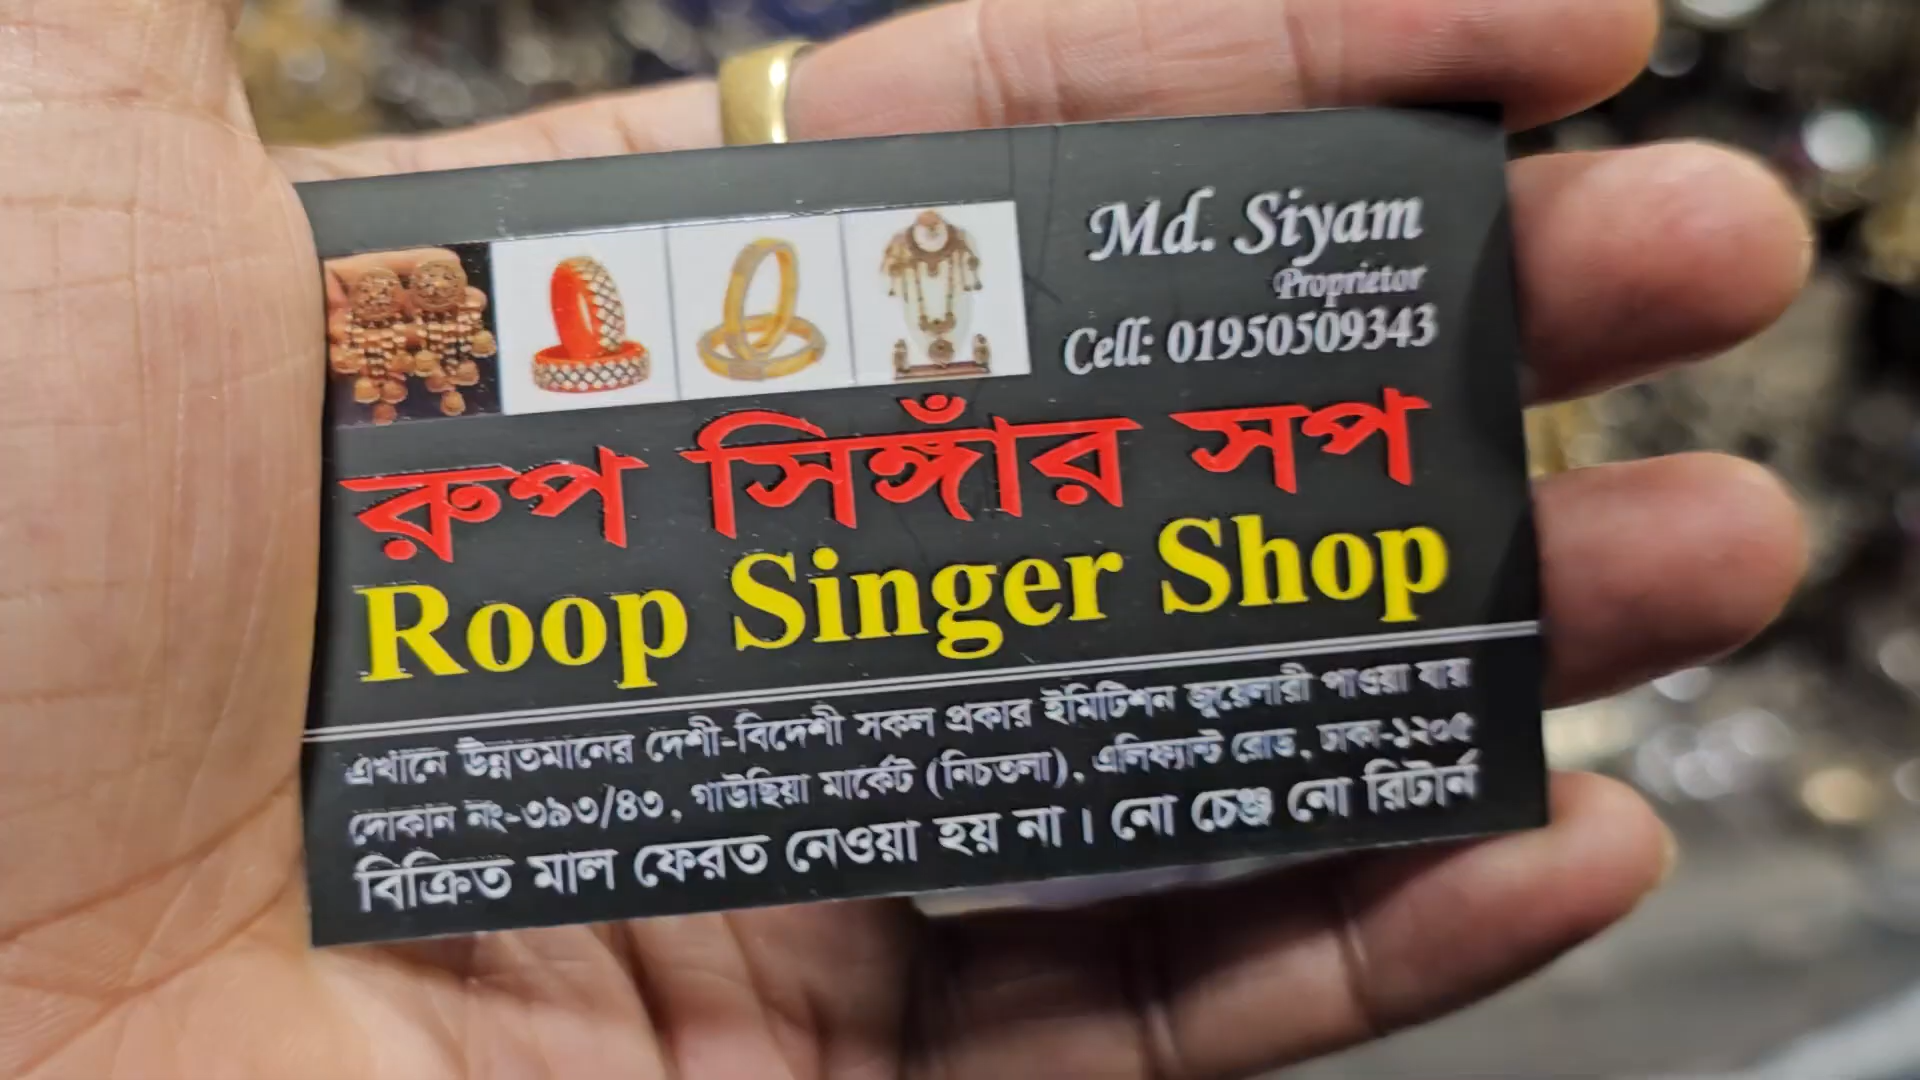 Md. Siyam
Proprietor
Cell: 01950509343
রুপ সিঙ্গাঁর সপ
Roop Singer Shop
এখানে উন্নতমানের দেশী-বিদেশী সকল প্রকার ইমিটিশন জুয়েলারী পাওয়া যায়
দোকান নং-৩৯৩/৪৩, গাউছিয়া মার্কেট (নিচতলা), এলিফ্যান্ট রোড, ঢাকা-১২০৫
বিক্রিত মাল ফেরত নেওয়া হয় না। নো চেঞ্জ নো রিটার্ন